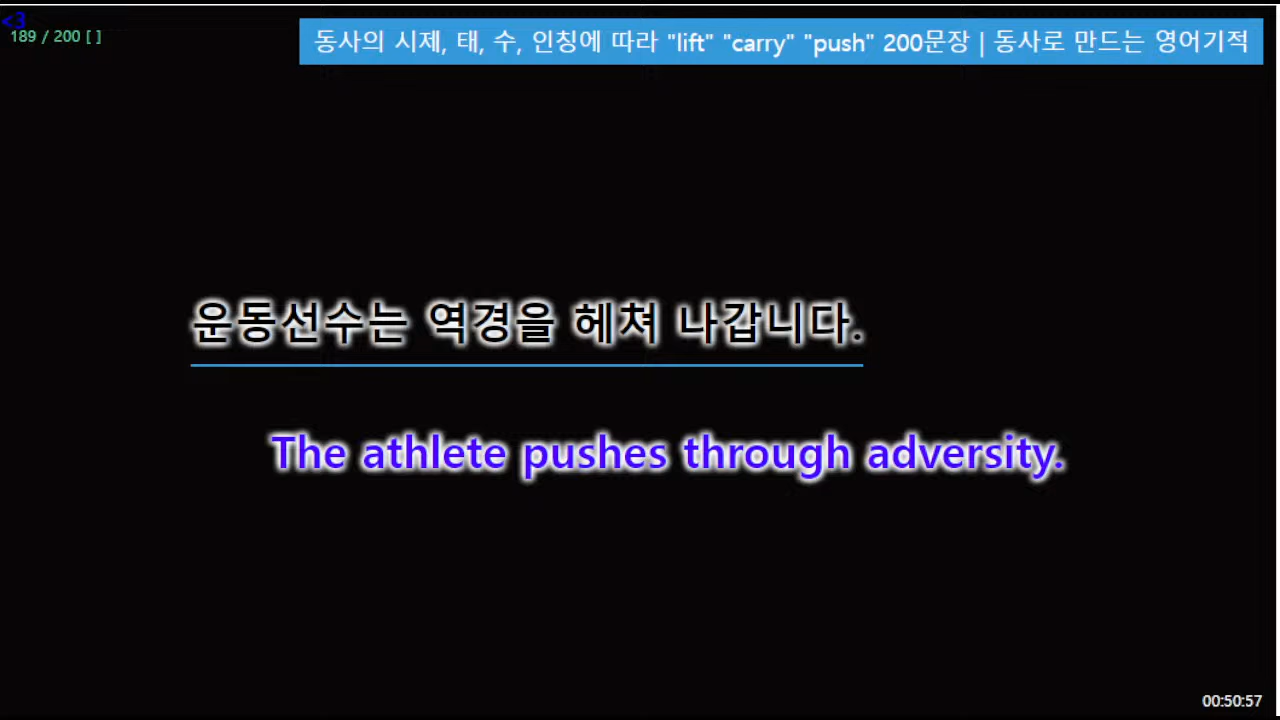 <3
189 / 200 [ ]
동사의 시제, 태, 수, 인칭에 따라 "lift" "carry" "push" 200문장 | 동사로 만드는 영어기적
운동선수는 역경을 헤쳐 나갑니다.
The athlete pushes through adversity.
00:50:57